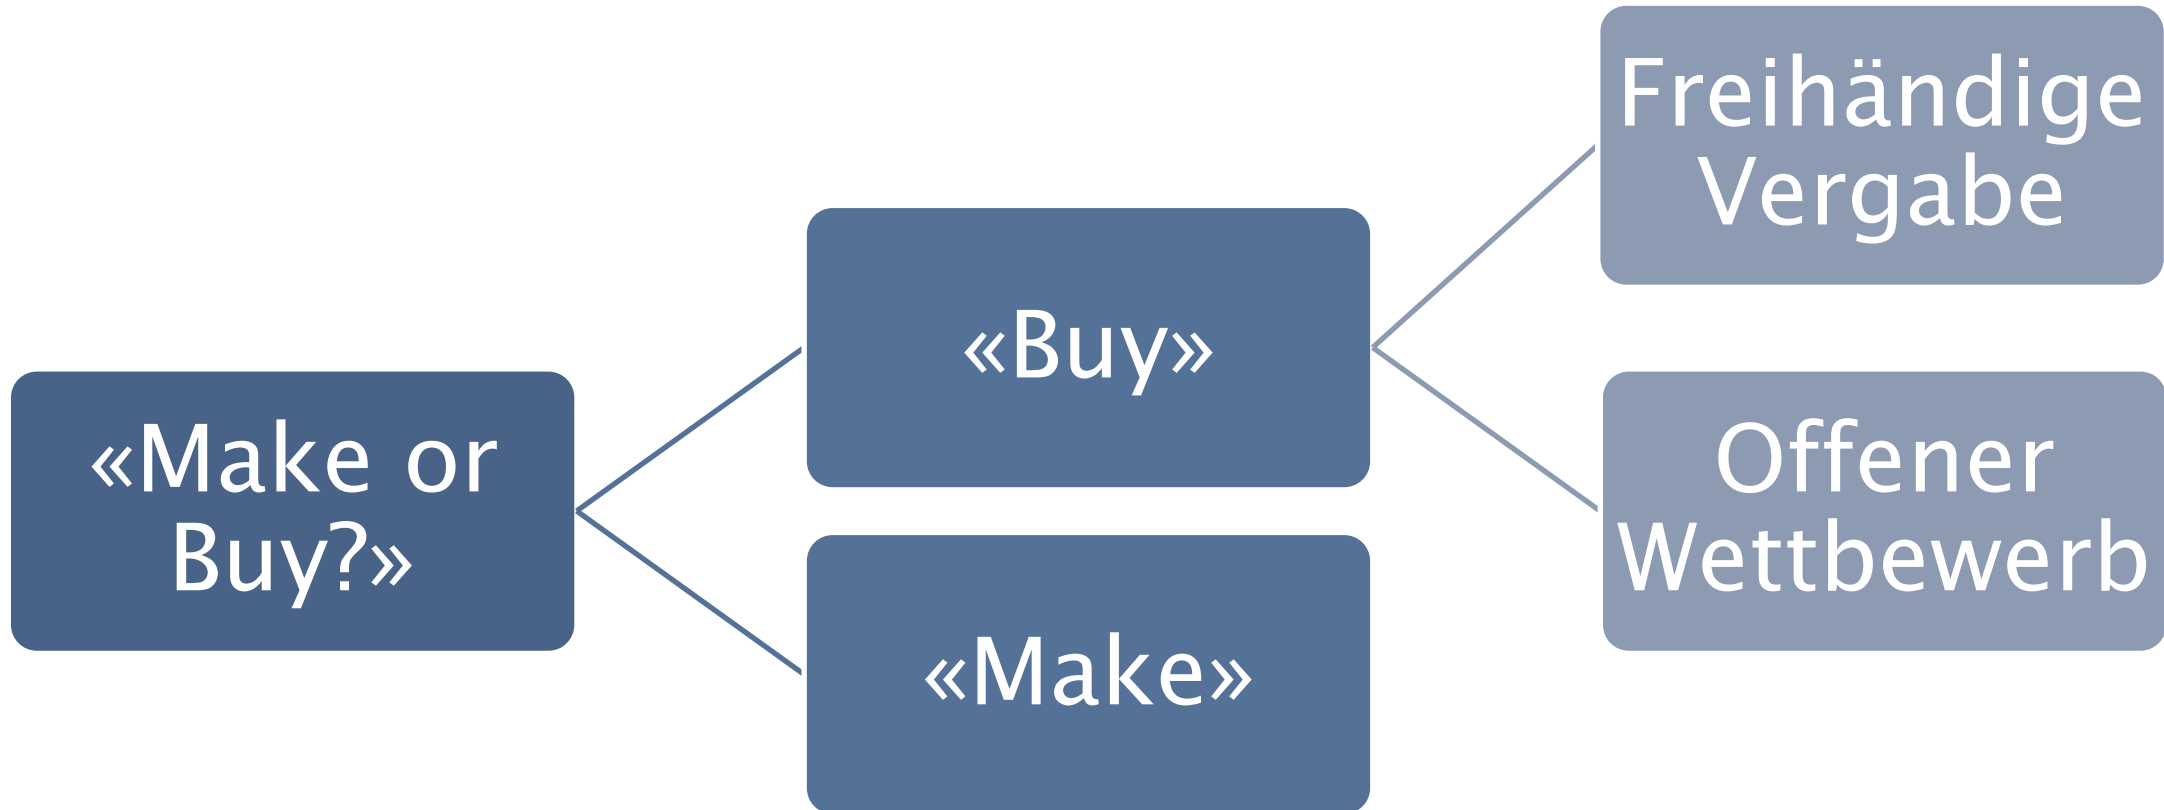 «Make or
Buy?»
«Buy»
«Make»
Freihändige
Vergabe
Offener
Wettbewerb